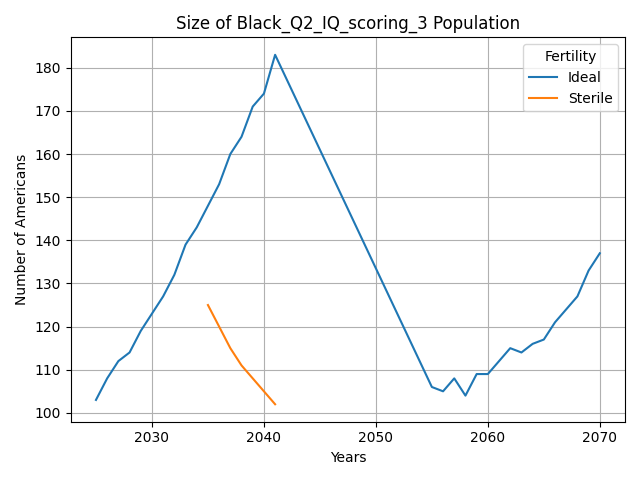 Size of Black_Q2_IQ_scoring_3 Population
Fertility
Ideal
Sterile
Number of Americans
180
170
160
150
140
130
120
110
100
2030
2040
2050
2060
2070
Years